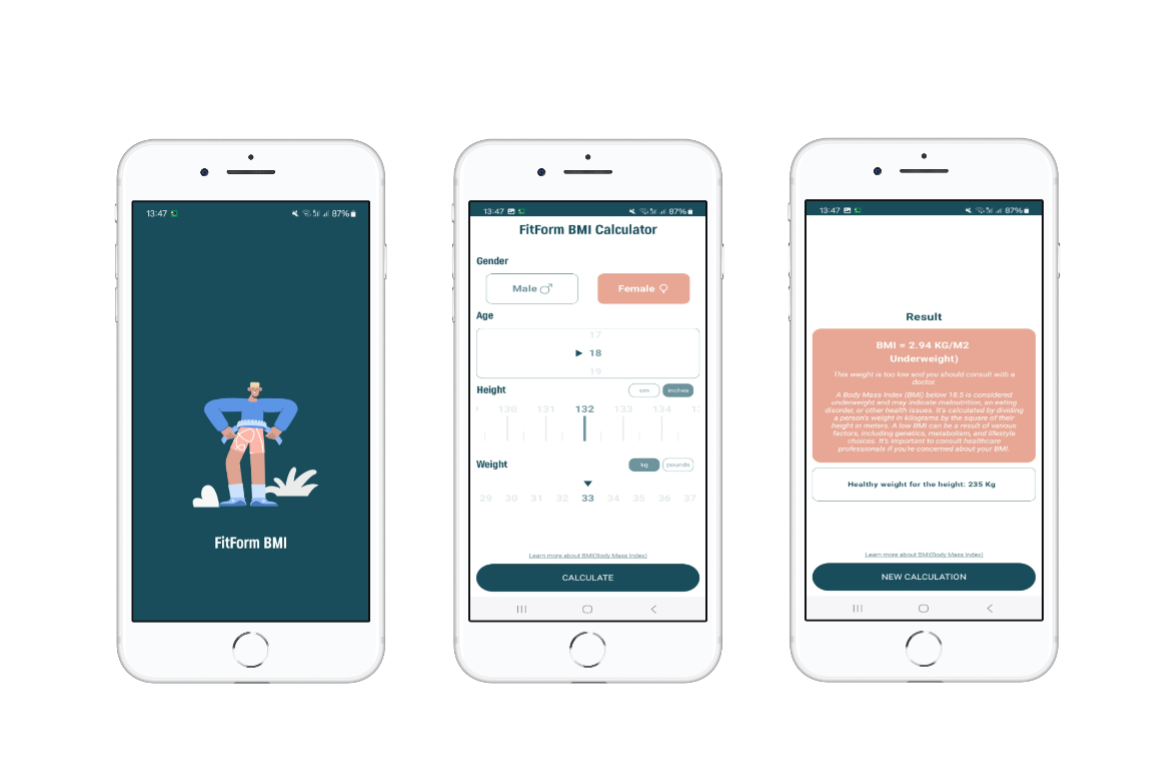 13:47 87%
FitForm BMI
13:47 87%
FitForm BMI Calculator
Gender
Male Female
Age
17
18
19
Height cm inches
130 131 132 133 134
Weight kg pounds
29 30 31 32 33 34 35 36 37
Learn more about BMI(Body Mass Index)
CALCULATE
13:47 87%
Result
BMI = 2.94 KG/M2
Underweight)
This weight is too low and you should consult with a
doctor
A Body Mass Index (BMI) below 18.5 is considered
underweight and may indicate malnutrition, an eating
disorder, or other health issues. It's calculated by dividing
a person's weight in kilograms by the square of their
height in meters. A low BMI can be a result of various
factors, including genetics, metabolism, and lifestyle
choices. It's important to consult healthcare
professionals if you're concerned about your BMI.
Healthy weight for the height: 235 Kg
Learn more about BMI(Body Mass Index)
NEW CALCULATION